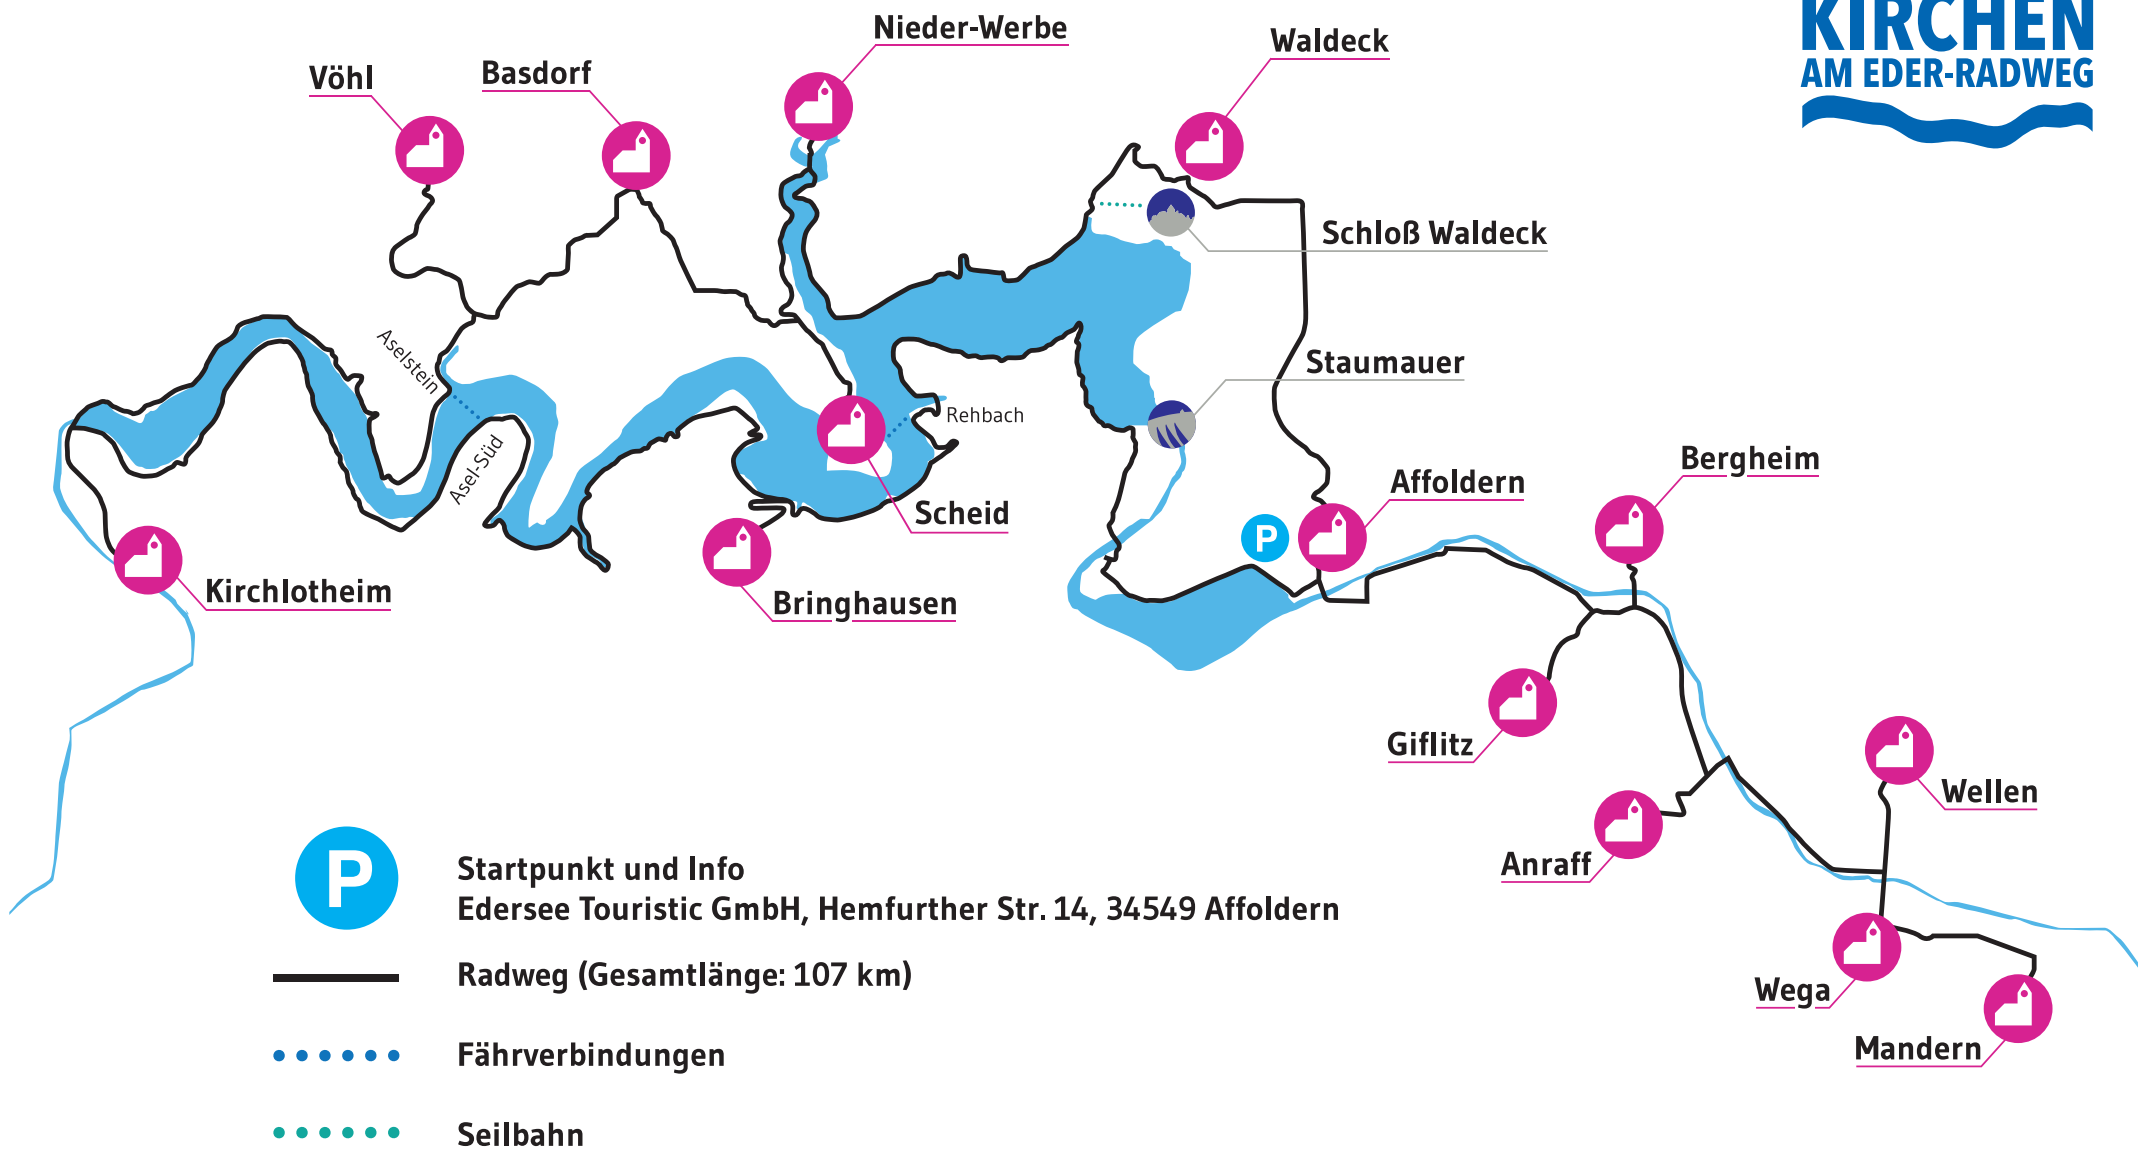 KIRCHEN
AM EDER-RADWEG
Nieder-Werbe
Waldeck
Vöhl
Basdorf
Schloß Waldeck
Staumauer
Aselstein
Asel-Süd
Rehbach
Scheid
Affoldern
Bergheim
P
Kirchlotheim
Bringhausen
Giflitz
Wellen
Anraff
Wega
Mandern
P
Startpunkt und Info
Edersee Touristic GmbH, Hemfurther Str. 14, 34549 Affoldern
Radweg (Gesamtlänge: 107 km)
Fährverbindungen
Seilbahn